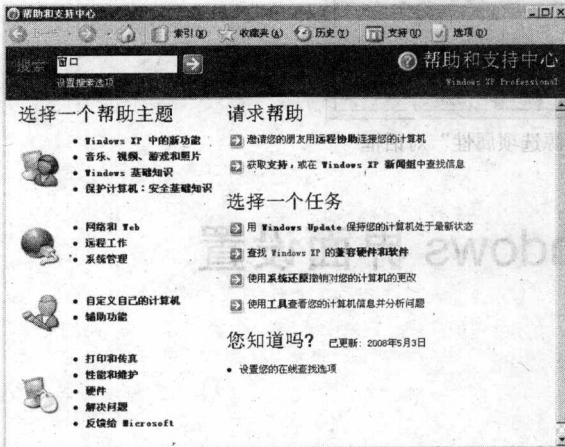 帮助和支持中心
索引(X) 收藏夹(A) 历史(I) 支持(U) 选项(O)
搜索 窗口
设置搜索选项
帮助和支持中心
Windows XP Professional
选择一个帮助主题
Windows XP 中的新功能
音乐、视频、游戏和照片
Windows 基础知识
保护计算机：安全基础知识
网络和 Web
远程工作
系统管理
自定义自己的计算机
辅助功能
打印和传真
性能和维护
硬件
解决问题
反馈给 Microsoft
请求帮助
邀请您的朋友用远程协助连接您的计算机
获取支持，或在 Windows XP 新闻组中查找信息
选择一个任务
用 Windows Update 保持您的计算机处于最新状态
查找 Windows XP 的兼容硬件和软件
使用系统还原撤销对您的计算机的更改
使用工具查看您的计算机信息并分析问题
您知道吗? 已更新: 2008年5月3日
设置您的在线查找选项